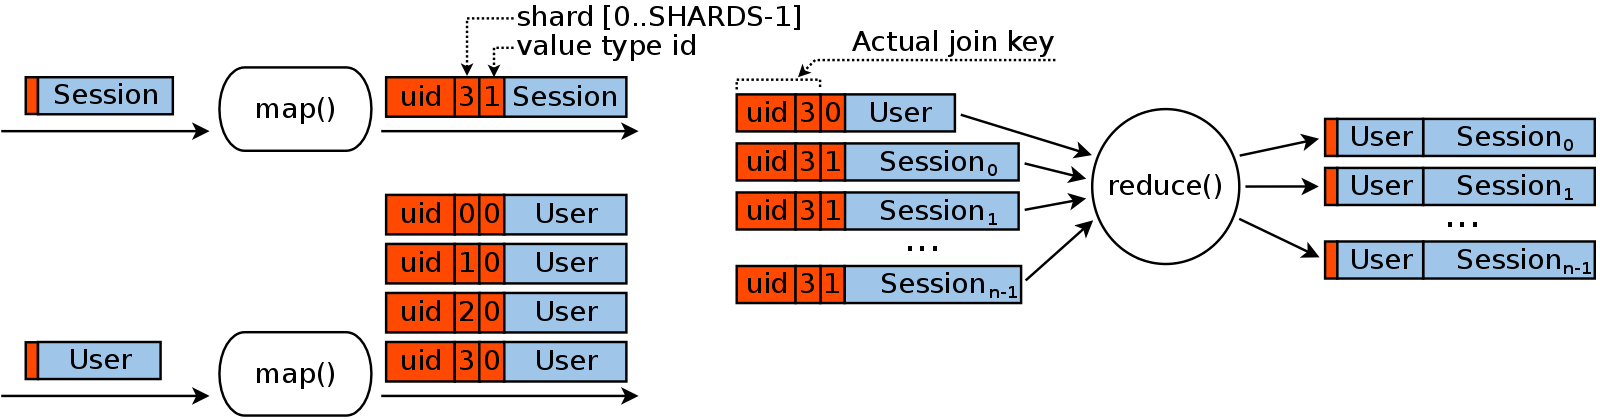 shard [0..SHARDS-1]
value type id
Session
map()
uid 3 1 Session
uid 0 0 User
uid 1 0 User
uid 2 0 User
User
map()
uid 3 0 User
Actual join key
uid 3 0 User
uid 3 1 Session0
uid 3 1 Session1
...
uid 3 1 Sessionn-1
reduce()
User Session0
User Session1
...
User Sessionn-1